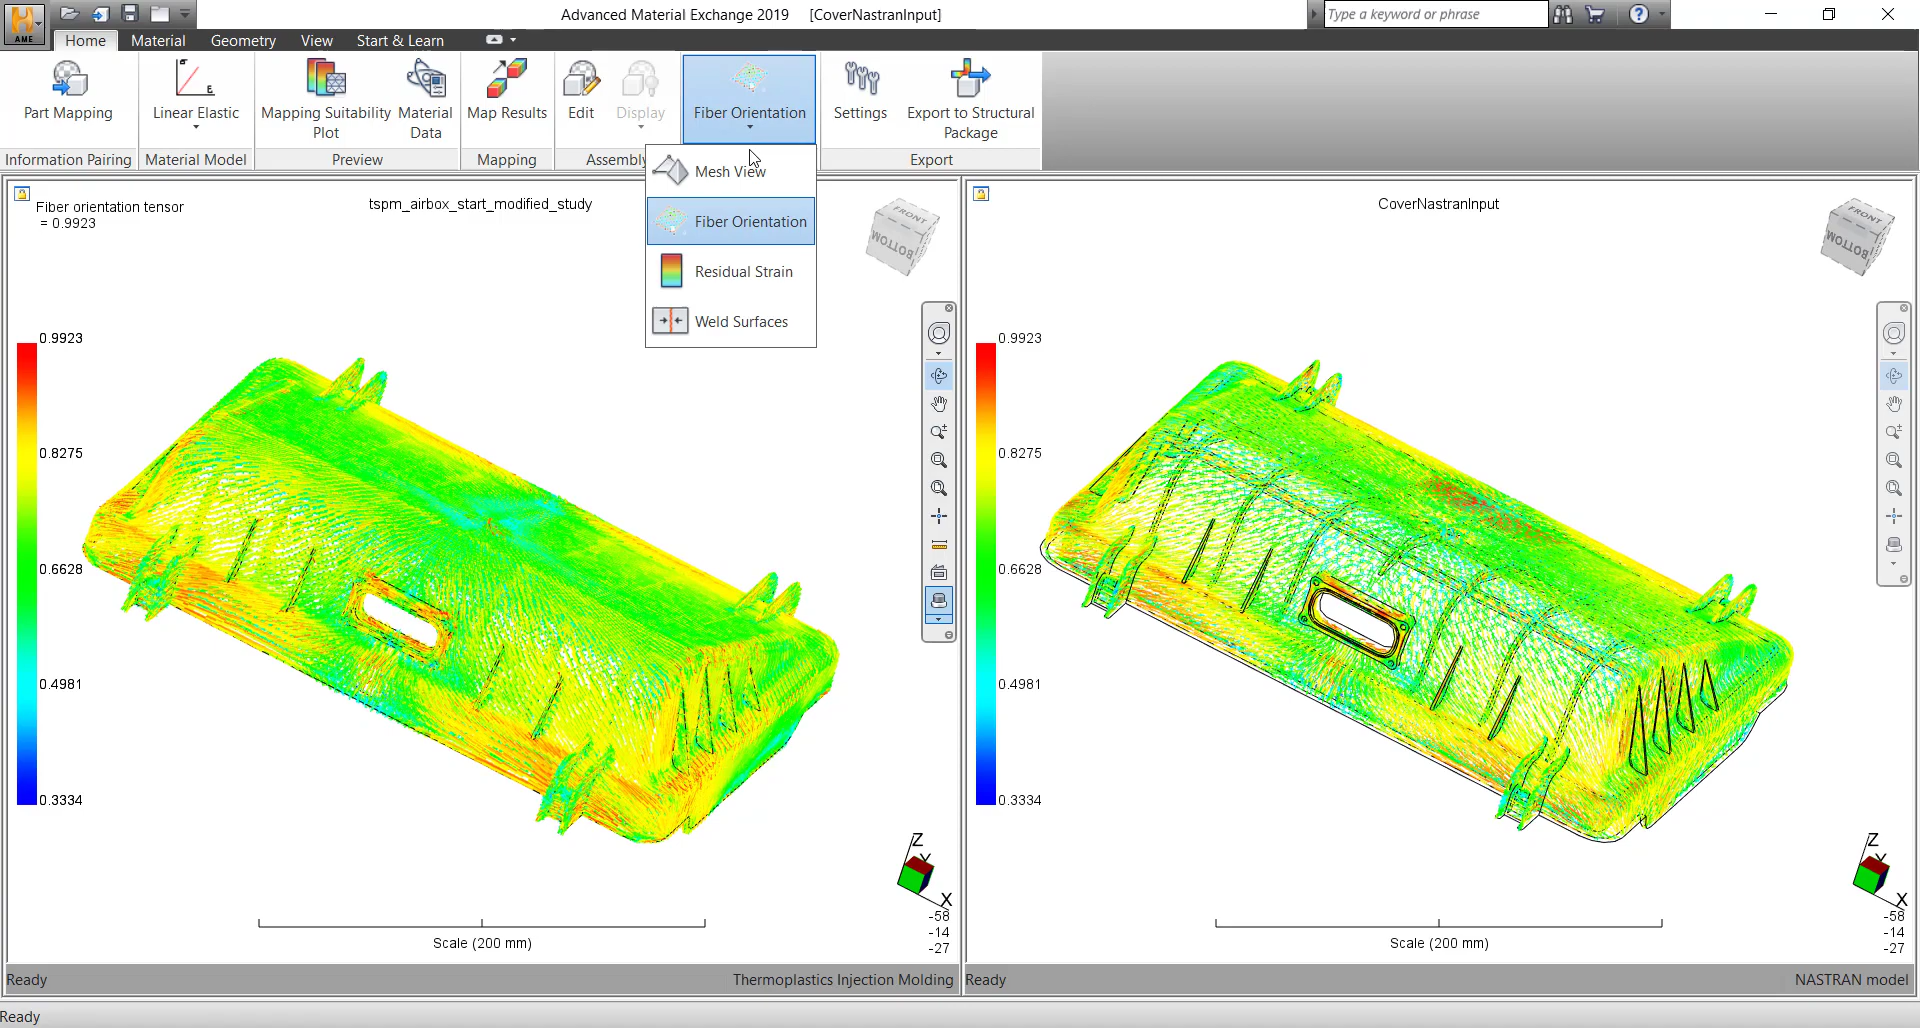 Advanced Material Exchange 2019 [CoverNastranInput]
Type a keyword or phrase
AME
Home Material Geometry View Start & Learn
Part Mapping
Linear Elastic
Mapping Suitability Plot
Material Data
Map Results
Edit
Display
Fiber Orientation
Settings
Export to Structural Package
Information Pairing
Material Model
Preview
Mapping
Assembly
Export
Mesh View
Fiber Orientation
Residual Strain
Weld Surfaces
Fiber orientation tensor
= 0.9923
tspm_airbox_start_modified_study
FRONT
BOTTOM
0.9923
0.8275
0.6628
0.4981
0.3334
Z
Y
X
-58
-14
-27
Scale (200 mm)
Ready
Thermoplastics Injection Molding
CoverNastranInput
FRONT
BOTTOM
0.9923
0.8275
0.6628
0.4981
0.3334
Z
Y
X
-58
-14
-27
Scale (200 mm)
Ready
NASTRAN model
Ready